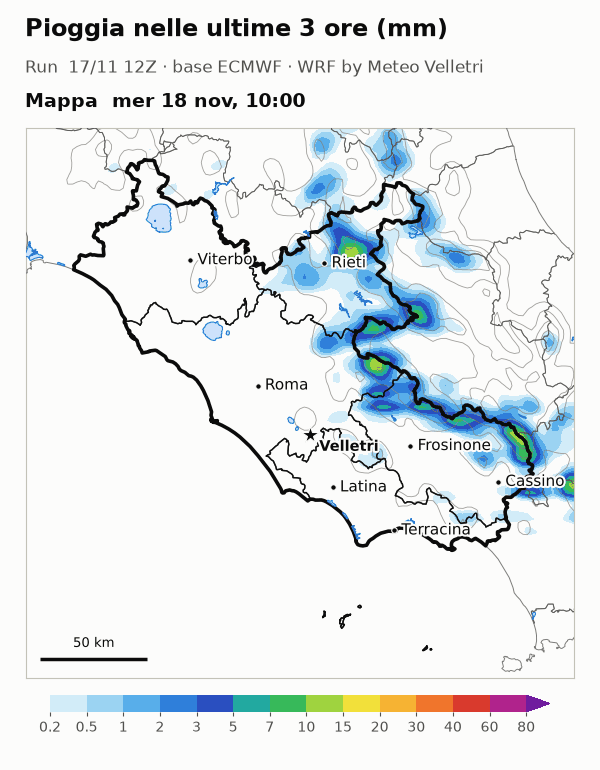 Pioggia nelle ultime 3 ore (mm)
Run 17/11 12Z · base ECMWF · WRF by Meteo Velletri
Mappa mer 18 nov, 10:00
Viterbo
Rieti
Roma
Velletri
Frosinone
Latina
Cassino
Terracina
50 km
0.2 0.5 1 2 3 5 7 10 15 20 30 40 60 80